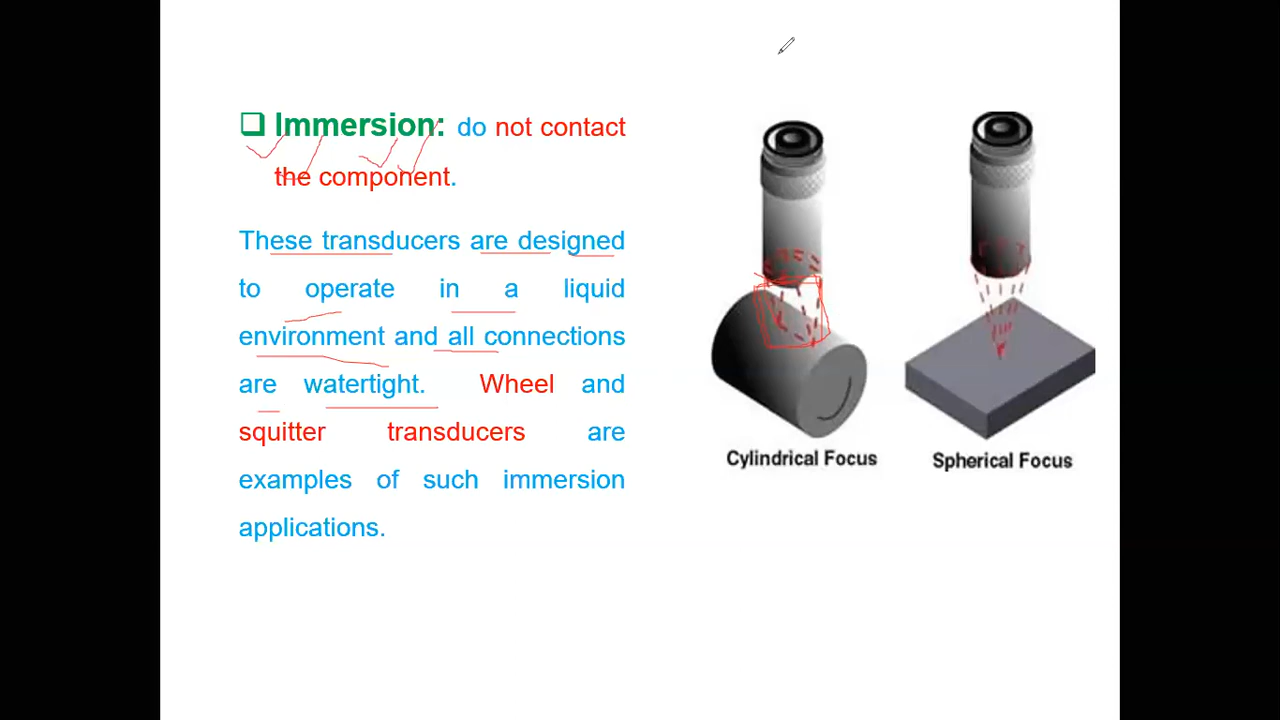 ❑ Immersion: do not contact
the component.
These transducers are designed
to operate in a liquid
environment and all connections
are watertight. Wheel and
squitter transducers are
examples of such immersion
applications.
Cylindrical Focus
Spherical Focus